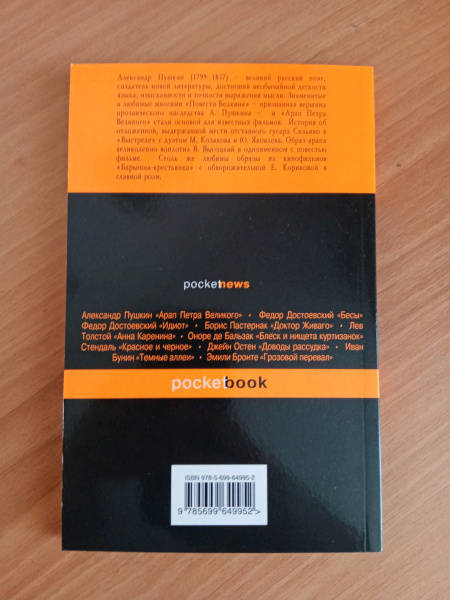 Александр Пушкин (1799-1837) – великий русский поэт,
создатель новой литературы, достигший необычайной легкости
языка, изысканности и точности выражения мысли. Знаменитые
и любимые многими «Повести Белкина» – признанная вершина
прозаического наследства А. Пушкина – и «Арап Петра
Великого» стали основой для известных фильмов. История об
отложенной, выдержанной мести отставного гусара Сильвио в
«Выстреле» с дуэтом М. Козакова и Ю. Яковлева. Образ арапа
великолепно воплотил В. Высоцкий в одноименном с повестью
фильме. Столь же любимы образы из кинофильмов
«Барышня-крестьянка» с обворожительной Е. Кориковой в
главной роли.
pocketnews
Александр Пушкин «Арап Петра Великого» • Федор Достоевский «Бесы»
Федор Достоевский «Идиот» • Борис Пастернак «Доктор Живаго» • Лев
Толстой «Анна Каренина» • Оноре де Бальзак «Блеск и нищета куртизанок»
Стендаль «Красное и черное» • Джейн Остен «Доводы рассудка» • Иван
Бунин «Темные аллеи» • Эмили Бронте «Грозовой перевал»
pocketbook
ISBN 978-5-699-64995-2
9 785699 649952 >